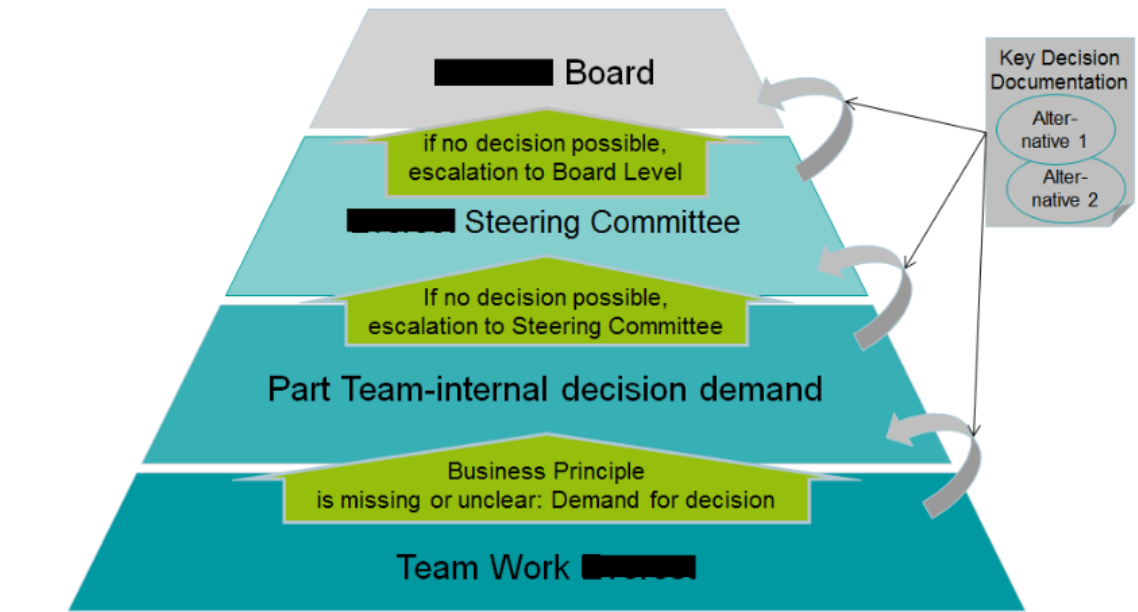 Board
Key Decision
Documentation
Alter-
native 1
Alter-
native 2
if no decision possible,
escalation to Board Level
Steering Committee
If no decision possible,
escalation to Steering Committee
Part Team-internal decision demand
Business Principle
is missing or unclear: Demand for decision
Team Work